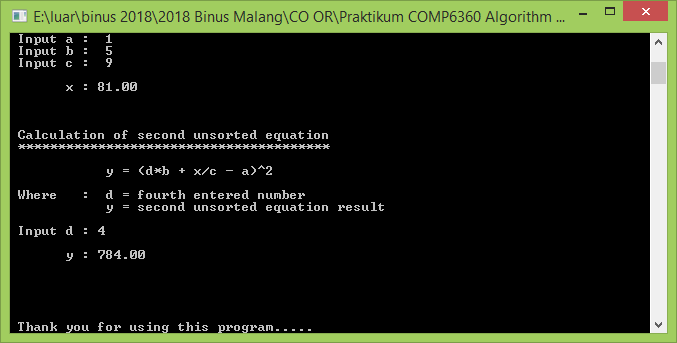 E:\luar\binus 2018\2018 Binus Malang\CO OR\Praktikum COMP6360 Algorithm ...
Input a :  1
Input b :  5
Input c :  9
x : 81.00
Calculation of second unsorted equation
***************************************
y = (d*b + x/c - a)^2
Where   :  d = fourth entered number
y = second unsorted equation result
Input d : 4
y : 784.00
Thank you for using this program.....